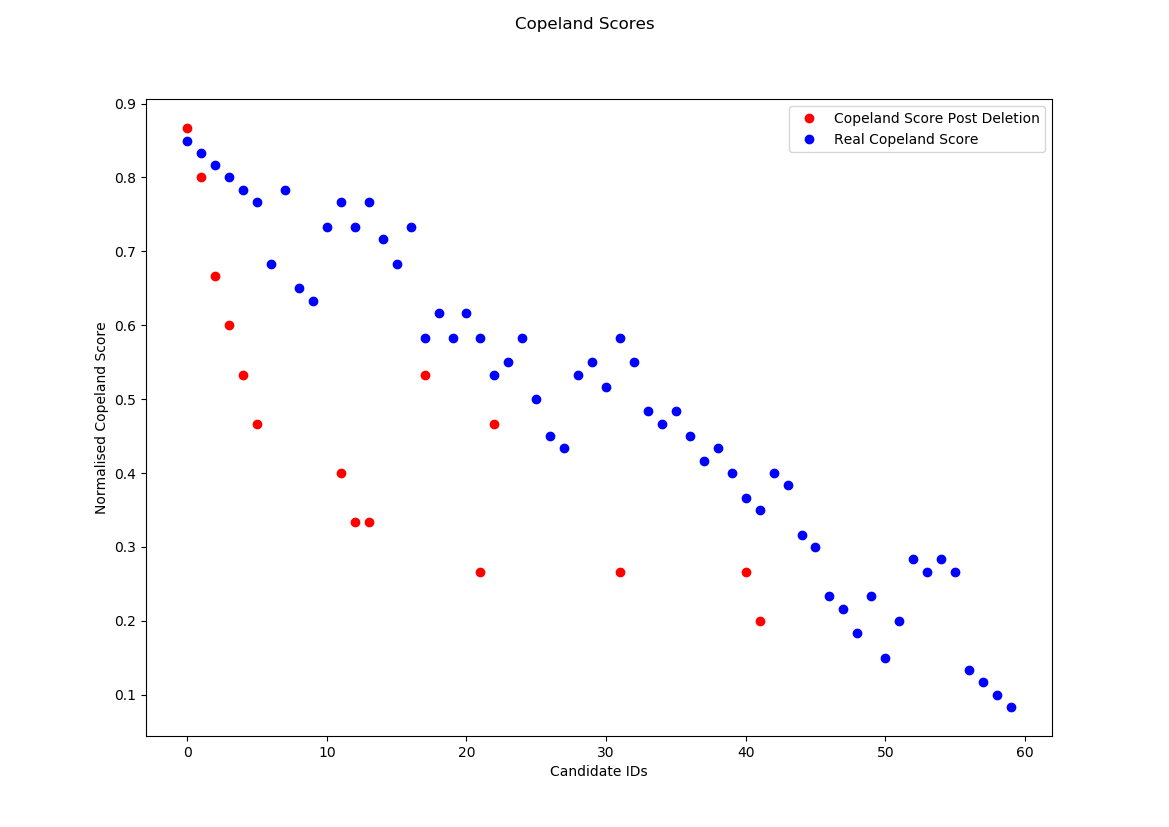 Copeland Scores
Copeland Score Post Deletion
Real Copeland Score
Normalised Copeland Score
0.9
0.8
0.7
0.6
0.5
0.4
0.3
0.2
0.1
0 10 20 30 40 50 60
Candidate IDs